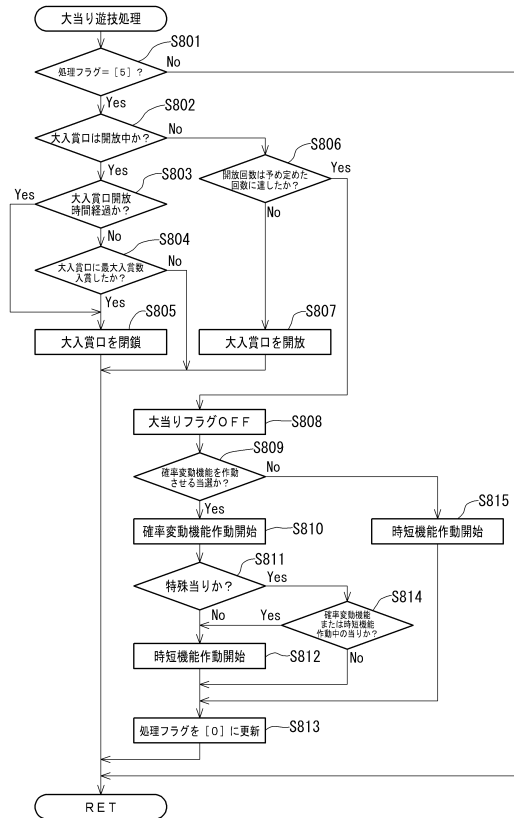 大当り遊技処理
S801
処理フラグ＝［５］？
No
Yes
S802
大入賞口は開放中か？
No
Yes
S803
大入賞口開放
時間経過か？
Yes
No
S804
大入賞口に最大入賞数
入賞したか？
No
Yes
S805
大入賞口を閉鎖
S806
開放回数は予め定めた
回数に達したか？
Yes
No
S807
大入賞口を開放
大当りフラグＯＦＦ
S808
S809
確率変動機能を作動
させる当選か？
No
Yes
確率変動機能作動開始
S810
S815
時短機能作動開始
S811
特殊当りか？
Yes
No
S814
確率変動機能
または時短機能
作動中の当りか？
Yes
No
時短機能作動開始
S812
処理フラグを［０］に更新
S813
ＲＥＴ